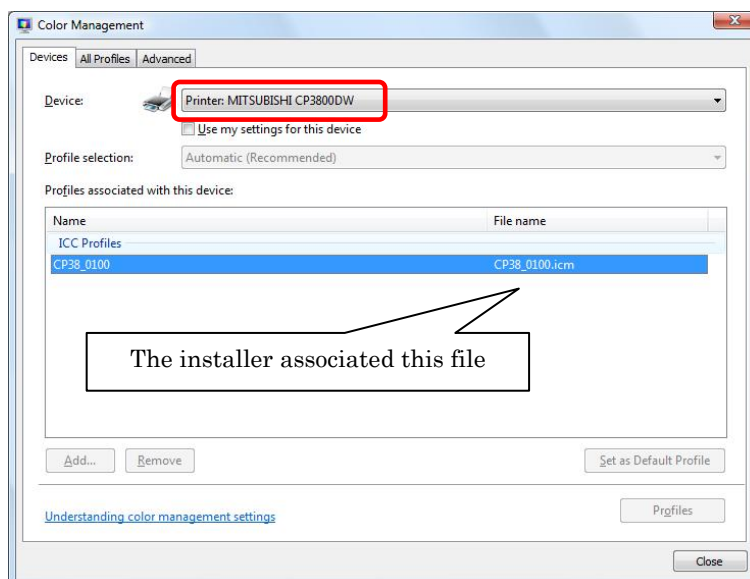 Color Management
Devices All Profiles Advanced
Device: Printer: MITSUBISHI CP3800DW
Use my settings for this device
Profile selection: Automatic (Recommended)
Profiles associated with this device:
Name File name
ICC Profiles
CP38_0100 CP38_0100.icm
The installer associated this file
Add... Remove Set as Default Profile
Understanding color management settings Profiles
Close